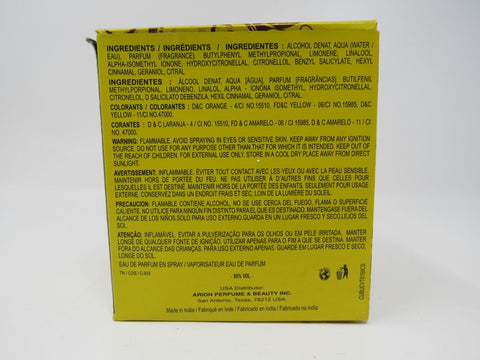 INGREDIENTS / INGRÉDIENTS / INGREDIENTES : ALCOHOL DENAT, AQUA (WATER /
EAU), PARFUM (FRAGRANCE). BUTYLPHENYL METHYLPROPIONAL, LIMONENE, LINALOOL,
ALPHA-ISOMETHYL IONONE, HYDROXYCITRONELLAL, CITRONELLOL, BENZYL SALICYLATE, HEXYL
CINNAMAL, GERANIOL, CITRAL.
INGREDIENTES : ALCOOL DENAT, AQUA [ÁGUA], PARFUM [FRAGRÂNCIAS] BUTILFENIL
METHYLPORPIONAL, LIMONENO, LINALOL, ALPHA - IONÓNA ISOMETHYL, HYDROXYCITRONELLAL,
CITRONELOL, O SALICILATO DEBENZILA, HEXIL CINNAMAL, GERANIOL, CITRAL.
COLORANTS / COLORANTES : D&C ORANGE - 4/CI NO.15510, FD&C YELLOW - 06/CI NO.15985, D&C
YELLOW - 11/CI NO.47000.
CORANTES : D & C LARANJA - 4 / CI NO. 15510, FD & C AMARELO - 06 / CI 15985, D & C AMARELO - 11 / CI
NO. 47000.
WARNING: FLAMMABLE. AVOID SPRAYING IN EYES OR SENSITIVE SKIN. KEEP AWAY FROM ANY IGNITION
SOURCE. DO NOT USE FOR ANY PURPOSE OTHER THAN THAT FOR WHICH IT IS INTENDED. KEEP OUT OF
THE REACH OF CHILDREN. FOR EXTERNAL USE ONLY. STORE IN A COOL DRY PLACE AWAY FROM DIRECT
SUNLIGHT.
AVERTISSEMENT: INFLAMMABLE. ÉVITER TOUT CONTACT AVEC LES YEUX OU AVEC LA PEAU SENSIBLE.
MAINTENIR HORS DE PORTÉE DU FEU. NE PAS UTILISER À D'AUTRES FINS QUE CELLES POUR
LESQUELLES IL EST DESTINÉ. MAINTENIR HORS DE LA PORTÉE DES ENFANTS. SEULEMENT POUR USAGE
EXTERNE. CONSERVEZ DANS UN ENDROIT FRAIS ET SEC, LOIN DE LA LUMIÈRE DU SOLEIL.
PRECAUCION: FLAMABLE CONTIENE ALCOHOL. NO SE USE CERCA DEL FUEGO, FLAMA O SUPERFICIE
CALIENTE. NO UTILICE PARA NINGÚN FIN DISTINTO DEL QUE ES DESTINADO. MANTÉNGASE FUERA DEL
ALCANCE DE LOS NIÑOS SOLO PARA USO EXTERNO GUARDA EN UN LUGAR FRESCO Y SECO, LEJOS DEL
SOL.
ATENÇÃO: INFLAMÁVEL. EVITAR A PULVERIZAÇÃO PARA OS OLHOS OU EM PELE IRRITADAS. MANTER
LONGE DE QUALQUER FONTE DE IGNIÇÃO. UTILIZAR APENAS PARA O FIM A QUE SE DESTINA. MANTER
FORA DO ALCANCE DAS CRIANÇAS. PARA USO EXTERNO APENAS. GUARDE EM LUGAR FRESCO E SECO,
LONGE DO SOL.
EAU DE PARFUM EN SPRAY / VAPORISATEUR EAU DE PARFUM
- 80% VOL. -
USA Distributor:
ARION PERFUME & BEAUTY INC.
San Antonio, Texas, 78212 USA.
Made in India / Fabriqué en Inde / Fabricado en India / Fabricado na India